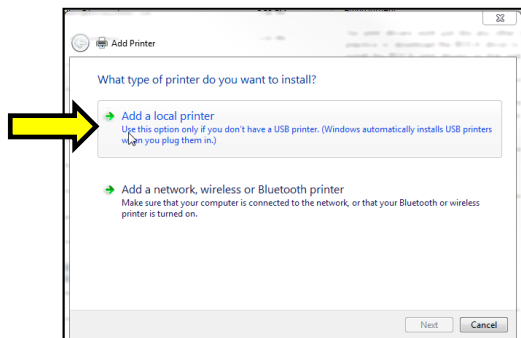 Add Printer
What type of printer do you want to install?
Add a local printer
Use this option only if you don't have a USB printer. (Windows automatically installs USB printers
when you plug them in.)
Add a network, wireless or Bluetooth printer
Make sure that your computer is connected to the network, or that your Bluetooth or wireless
printer is turned on.
Next
Cancel